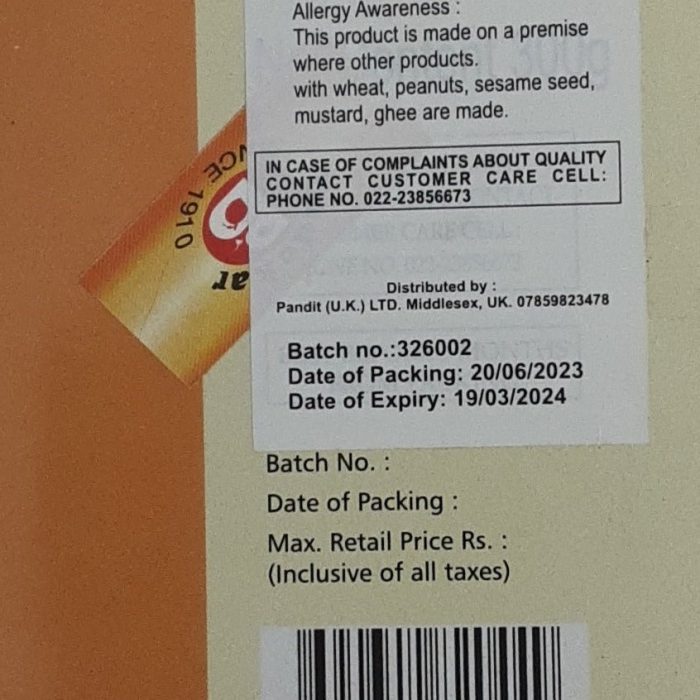 Allergy Awareness :
This product is made on a premise
where other products.
with wheat, peanuts, sesame seed,
mustard, ghee are made.
IN CASE OF COMPLAINTS ABOUT QUALITY
CONTACT CUSTOMER CARE CELL:
PHONE NO. 022-23856673
1910
Distributed by :
Pandit (U.K.) LTD. Middlesex, UK. 07859823478
Batch no.:326002
Date of Packing: 20/06/2023
Date of Expiry: 19/03/2024
Batch No. :
Date of Packing :
Max. Retail Price Rs. :
(Inclusive of all taxes)